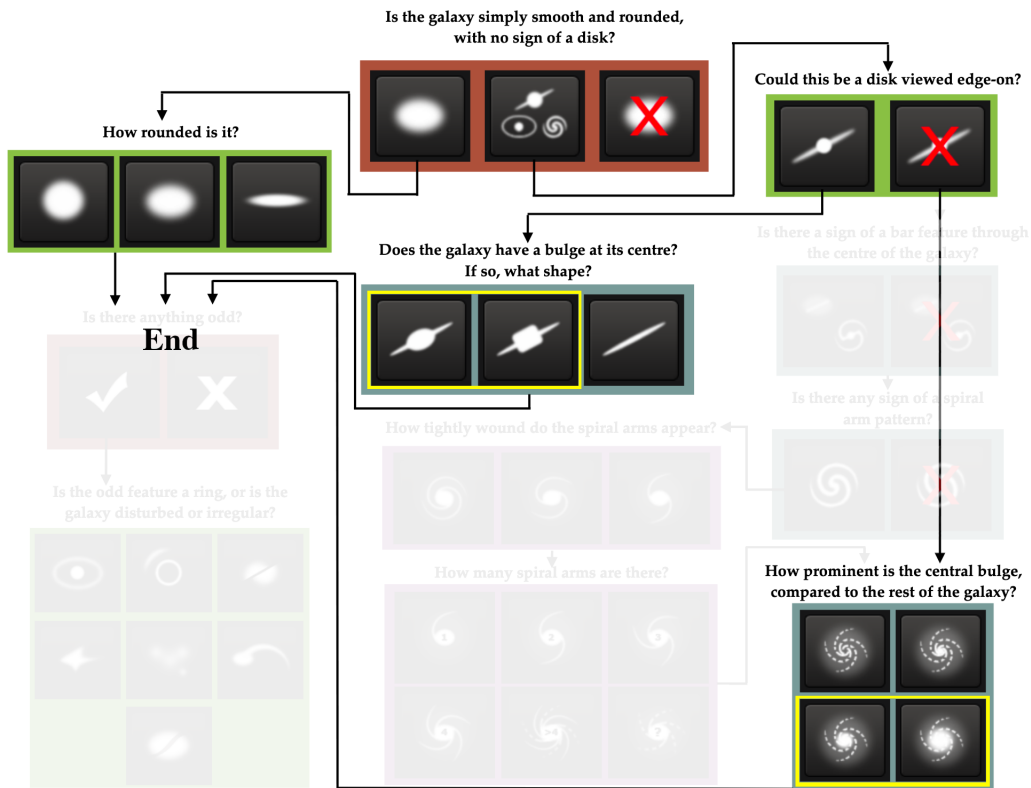 Is the galaxy simply smooth and rounded,
with no sign of a disk?
Could this be a disk viewed edge-on?
How rounded is it?
Is there a sign of a bar feature through
the centre of the galaxy?
Does the galaxy have a bulge at its centre?
If so, what shape?
Is there anything odd?
End
Is there any sign of a spiral
arm pattern?
How tightly wound do the spiral arms appear?
Is the odd feature a ring, or is the
galaxy disturbed or irregular?
How many spiral arms are there?
How prominent is the central bulge,
compared to the rest of the galaxy?
1 2 3
4 >4 ?